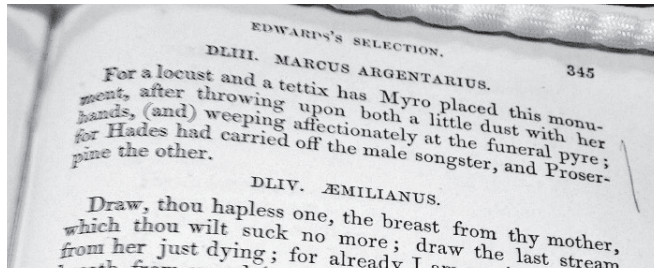 EDWARDS'S SELECTION.
345
DLIII. MARCUS ARGENTARIUS.
For a locust and a tettix has Myro placed this monu-
ment, after throwing upon both a little dust with her
hands, (and) weeping affectionately at the funeral pyre;
for Hades had carried off the male songster, and Proser-
pine the other.
DLIV. ÆMILIANUS.
Draw, thou hapless one, the breast from thy mother,
which thou wilt suck no more; draw the last stream
from her just dying; for already I am